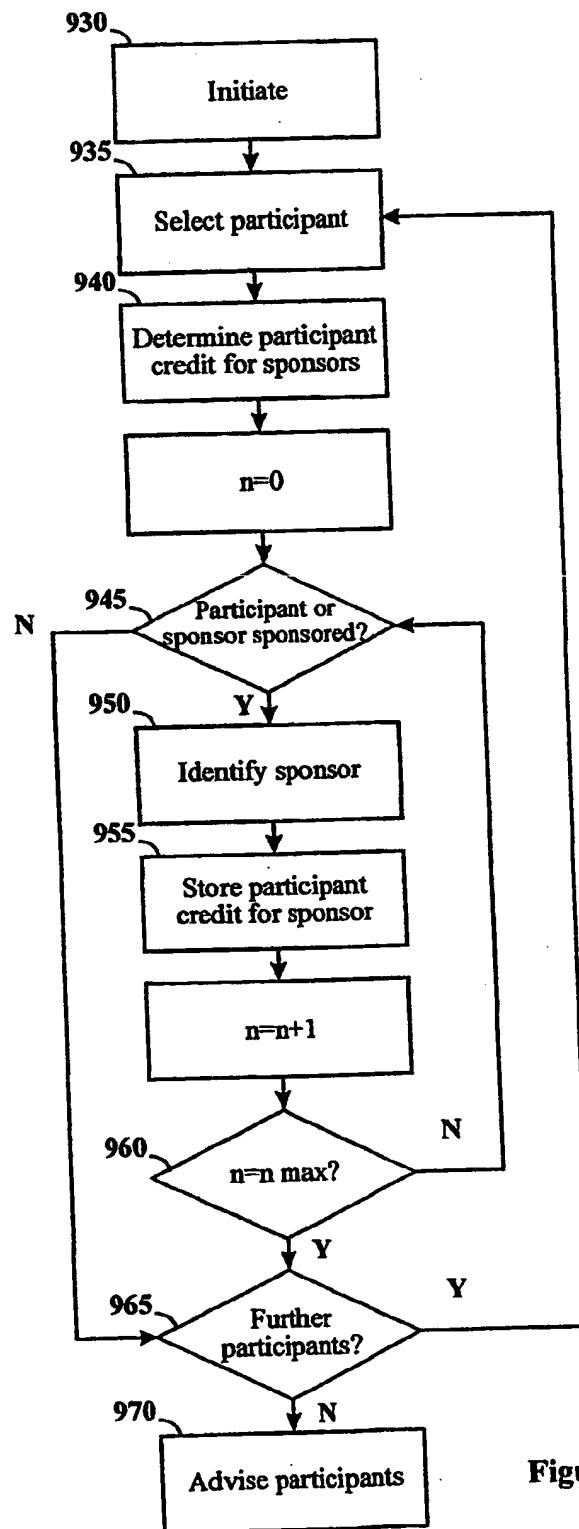 930
Initiate
935
Select participant
940
Determine participant
credit for sponsors
n=0
945
N
Participant or
sponsor sponsored?
Y
950
Identify sponsor
955
Store participant
credit for sponsor
n=n+1
N
960
n=n max?
Y
965
Y
Further
participants?
N
970
Advise participants
Figu